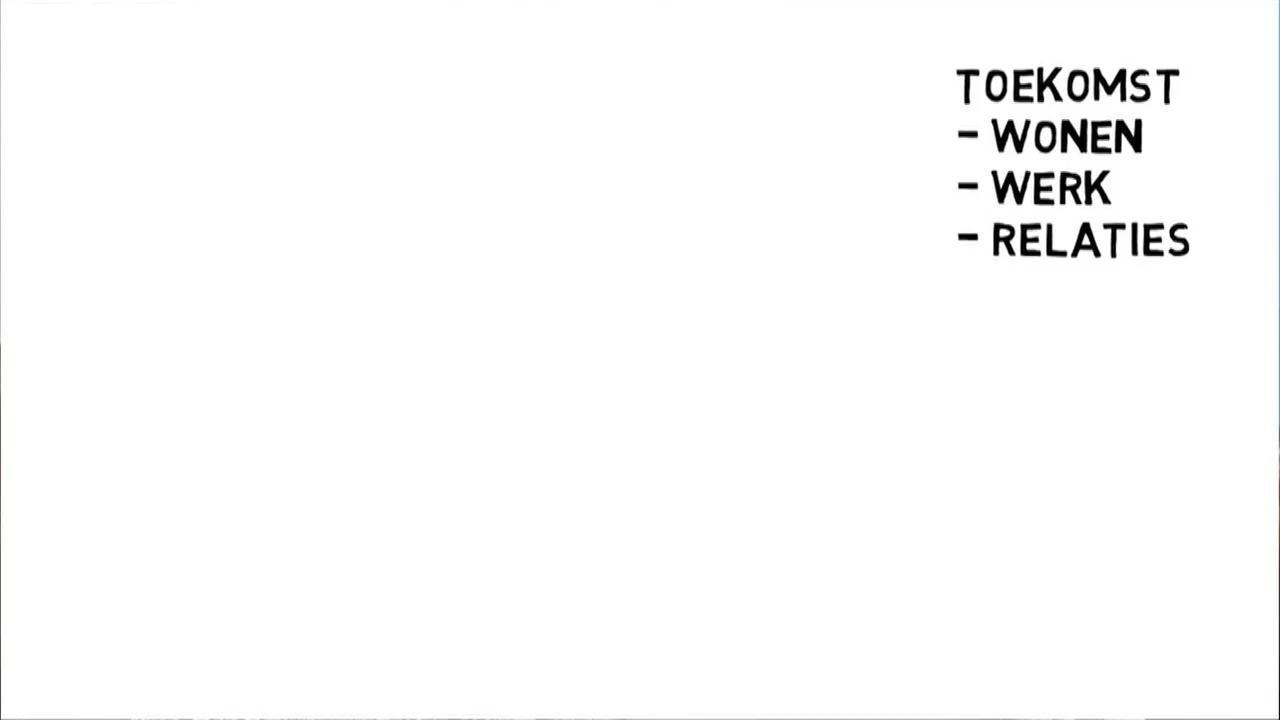 TOEKOMST
- WONEN
- WERK
- RELATIES